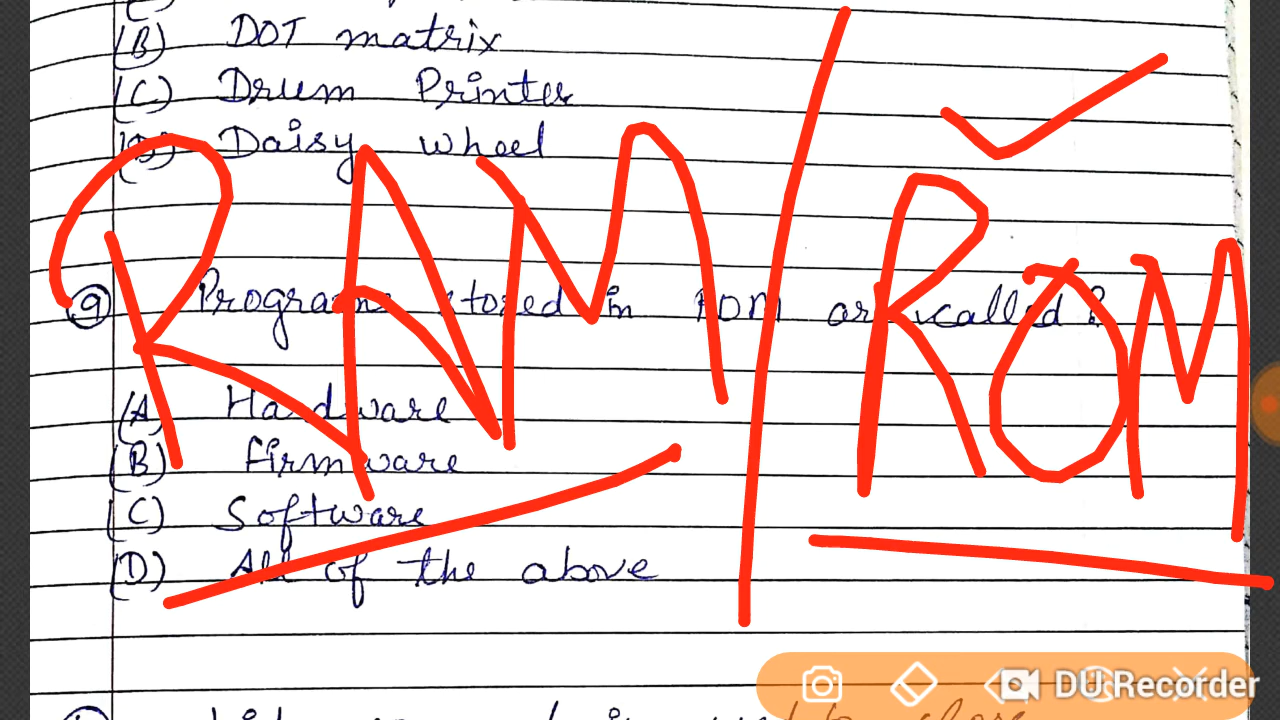 (B) DOT matrix
(C) Drum Printer
(D) Daisy wheel
RAM / ROM
9 Programs stored in ROM are called?
(A) Hardware
(B) firmware
(C) Software
(D) All of the above
DU Recorder